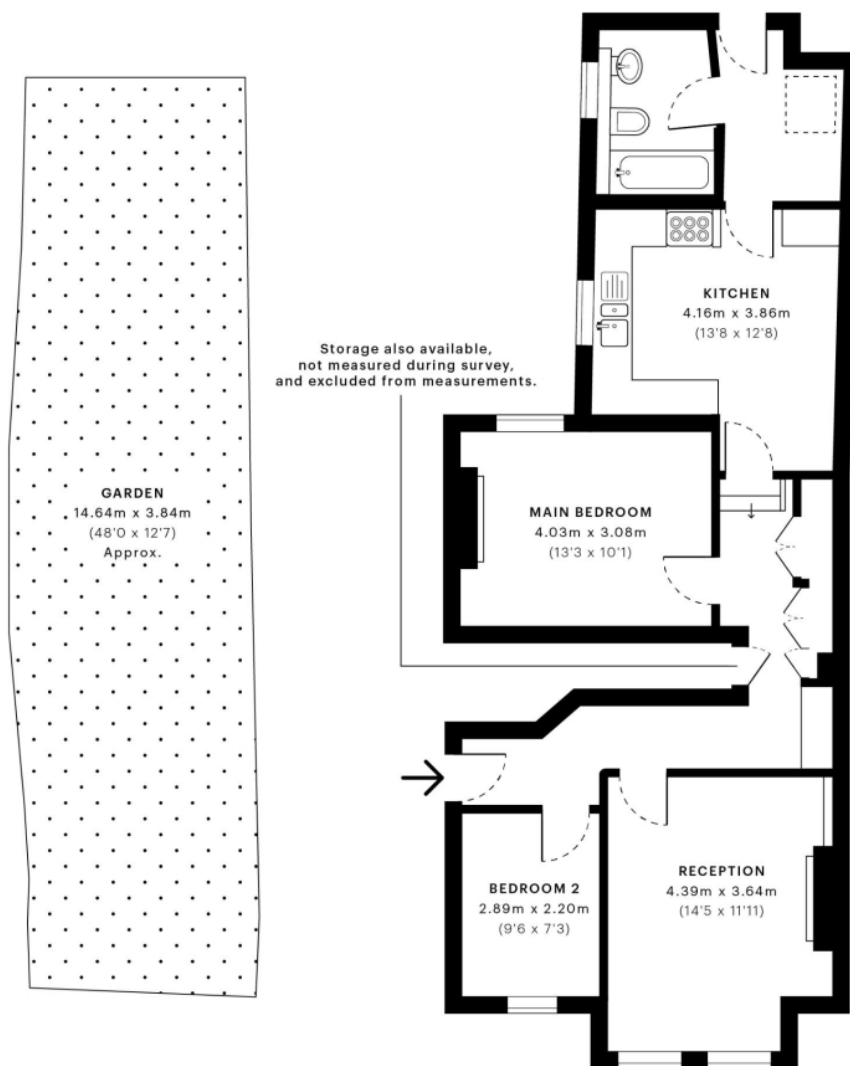 KITCHEN
4.16m x 3.86m
(13'8 x 12'8)
Storage also available,
not measured during survey,
and excluded from measurements.
GARDEN
14.64m x 3.84m
(48'0 x 12'7)
Approx.
MAIN BEDROOM
4.03m x 3.08m
(13'3 x 10'1)
BEDROOM 2
2.89m x 2.20m
(9'6 x 7'3)
RECEPTION
4.39m x 3.64m
(14'5 x 11'11)